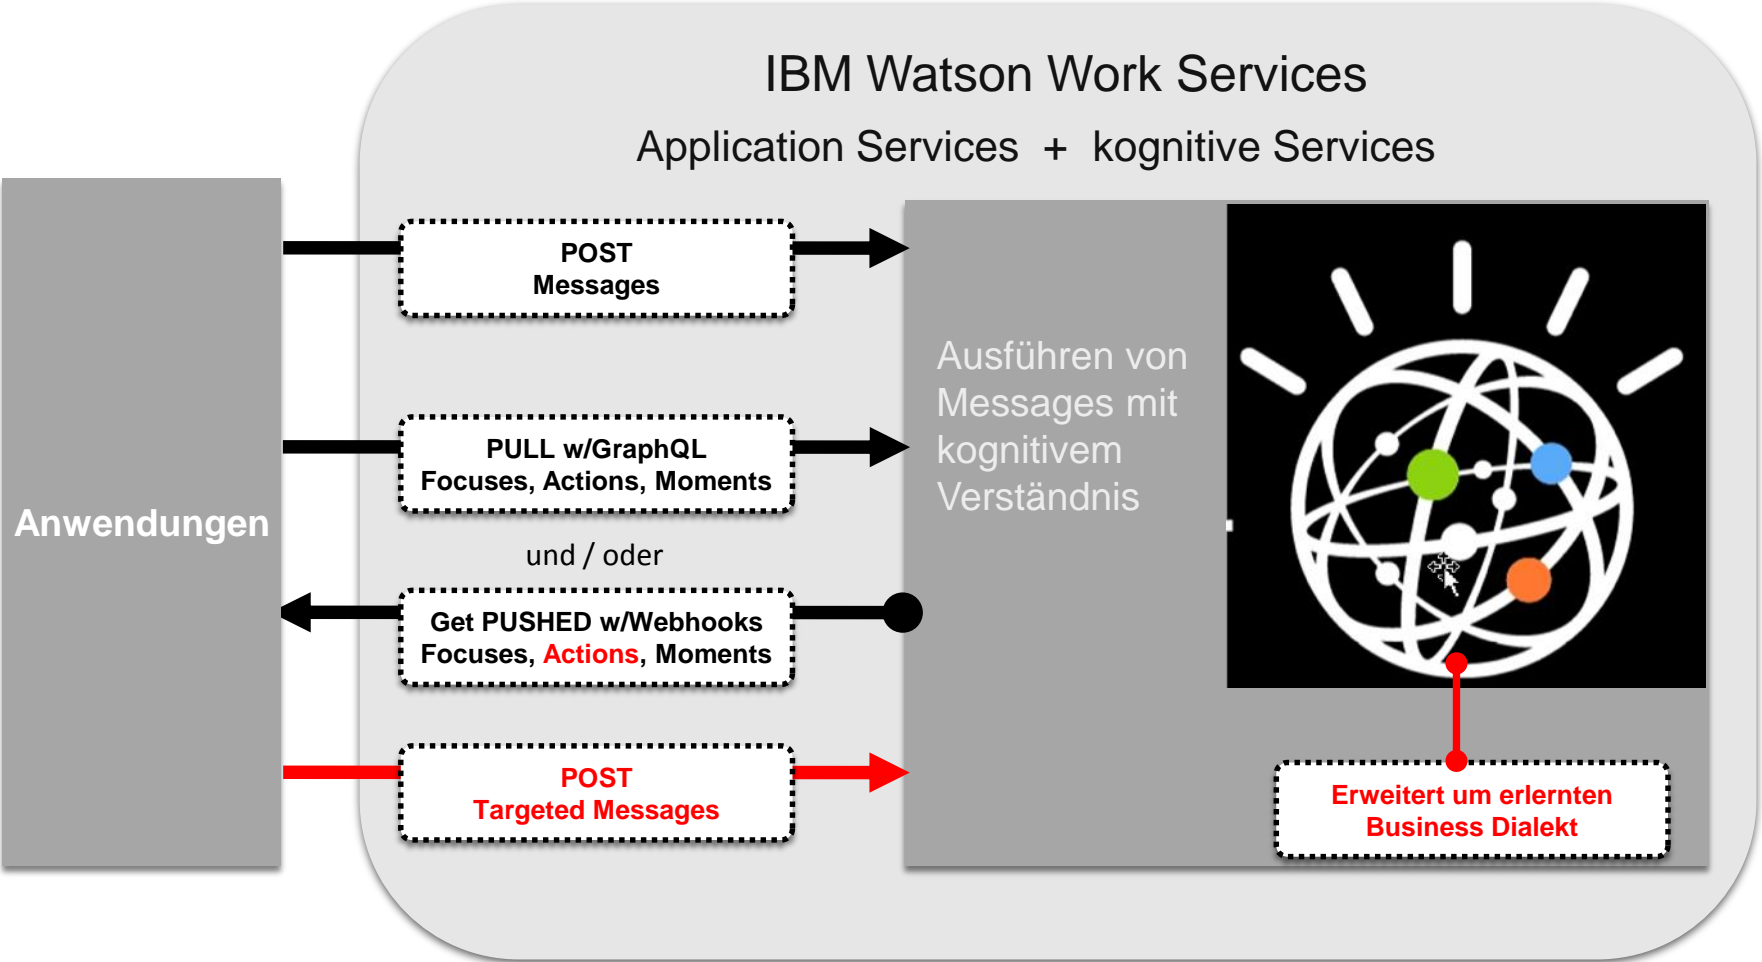 IBM Watson Work Services
Application Services + kognitive Services
Anwendungen
POST
Messages
PULL w/GraphQL
Focuses, Actions, Moments
und / oder
Get PUSHED w/Webhooks
Focuses, Actions, Moments
POST
Targeted Messages
Ausführen von
Messages mit
kognitivem
Verständnis
Erweitert um erlernten
Business Dialekt